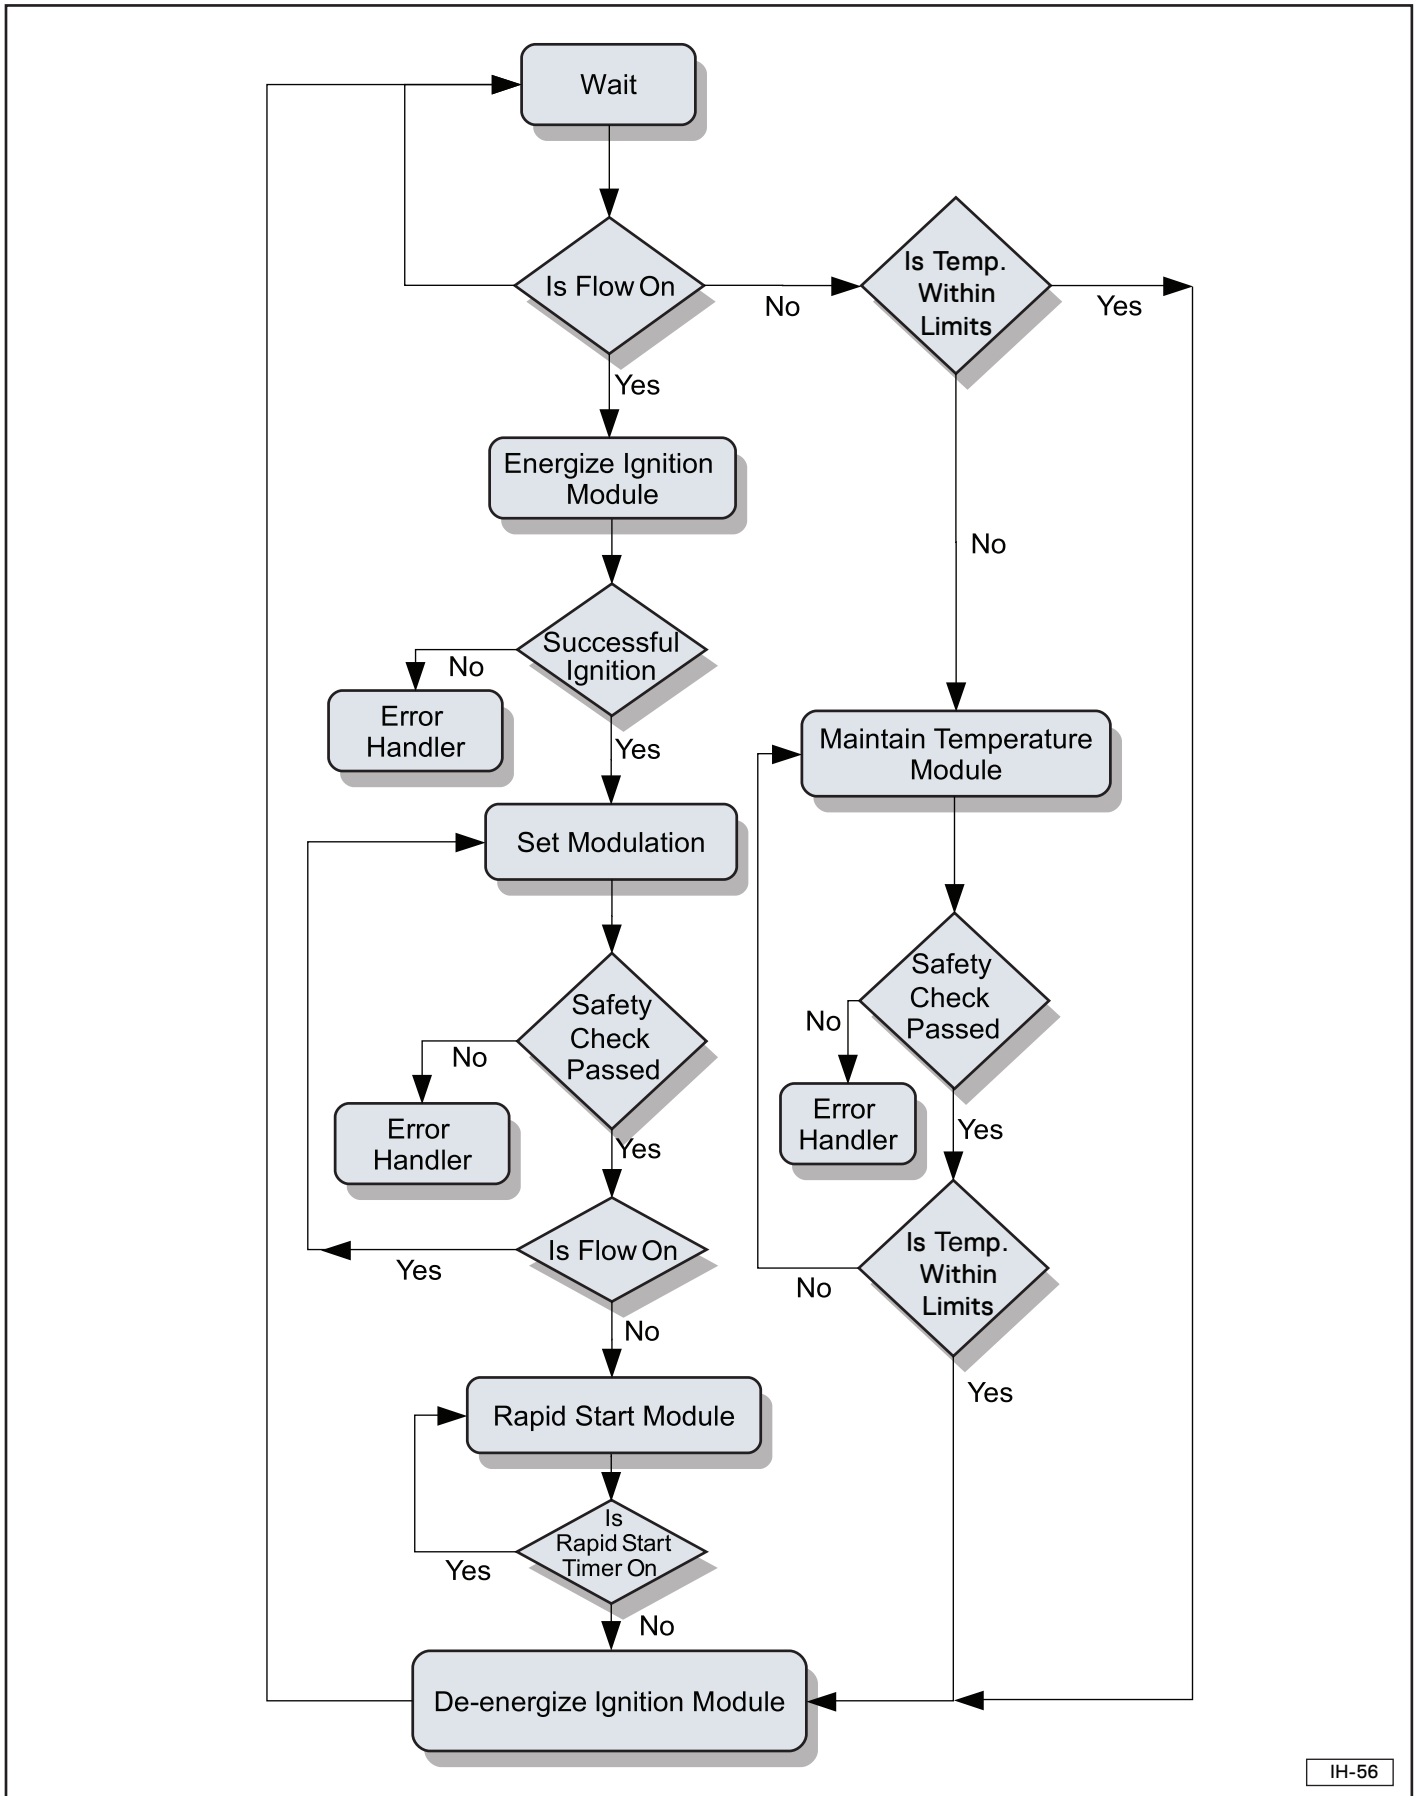 Wait
Is Flow On
No
Is Temp.
Within
Limits
Yes
Yes
Energize Ignition
Module
No
Successful
Ignition
No
Error
Handler
Yes
Maintain Temperature
Module
Set Modulation
Safety
Check
Passed
No
Error
Handler
Yes
Safety
Check
Passed
No
Error
Handler
Yes
Is Flow On
Yes
No
Is Temp.
Within
Limits
No
Yes
Rapid Start Module
Is
Rapid Start
Timer On
Yes
No
De-energize Ignition Module
IH-56